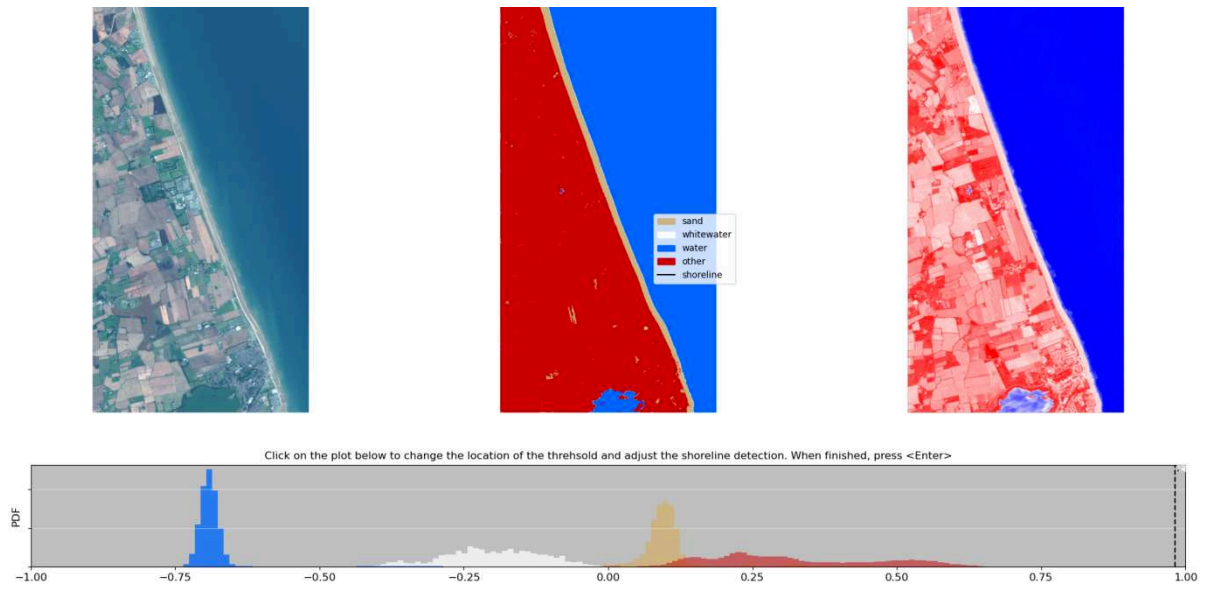 sand
whitewater
water
other
shoreline
Click on the plot below to change the location of the threhsold and adjust the shoreline detection. When finished, press <Enter>
PDF
−1.00 −0.75 −0.50 −0.25 0.00 0.25 0.50 0.75 1.00